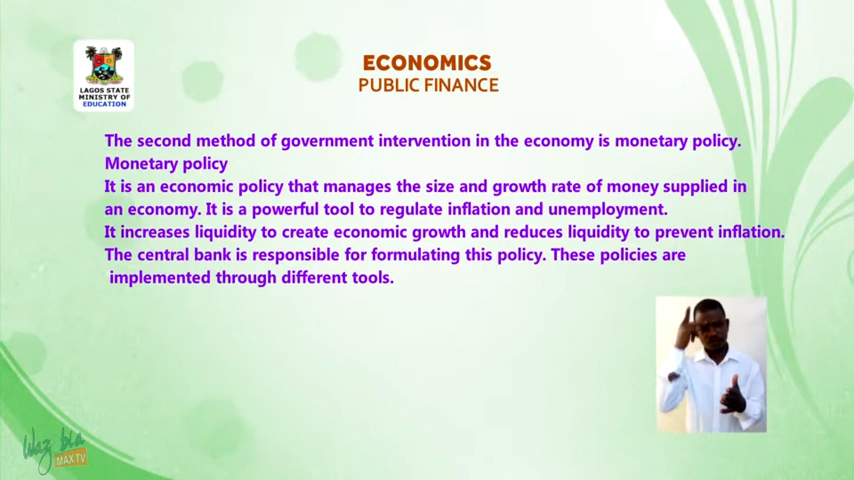 LAGOS STATE
MINISTRY OF
EDUCATION
ECONOMICS
PUBLIC FINANCE
The second method of government intervention in the economy is monetary policy.
Monetary policy
It is an economic policy that manages the size and growth rate of money supplied in
an economy. It is a powerful tool to regulate inflation and unemployment.
It increases liquidity to create economic growth and reduces liquidity to prevent inflation.
The central bank is responsible for formulating this policy. These policies are
implemented through different tools.
MAX TV